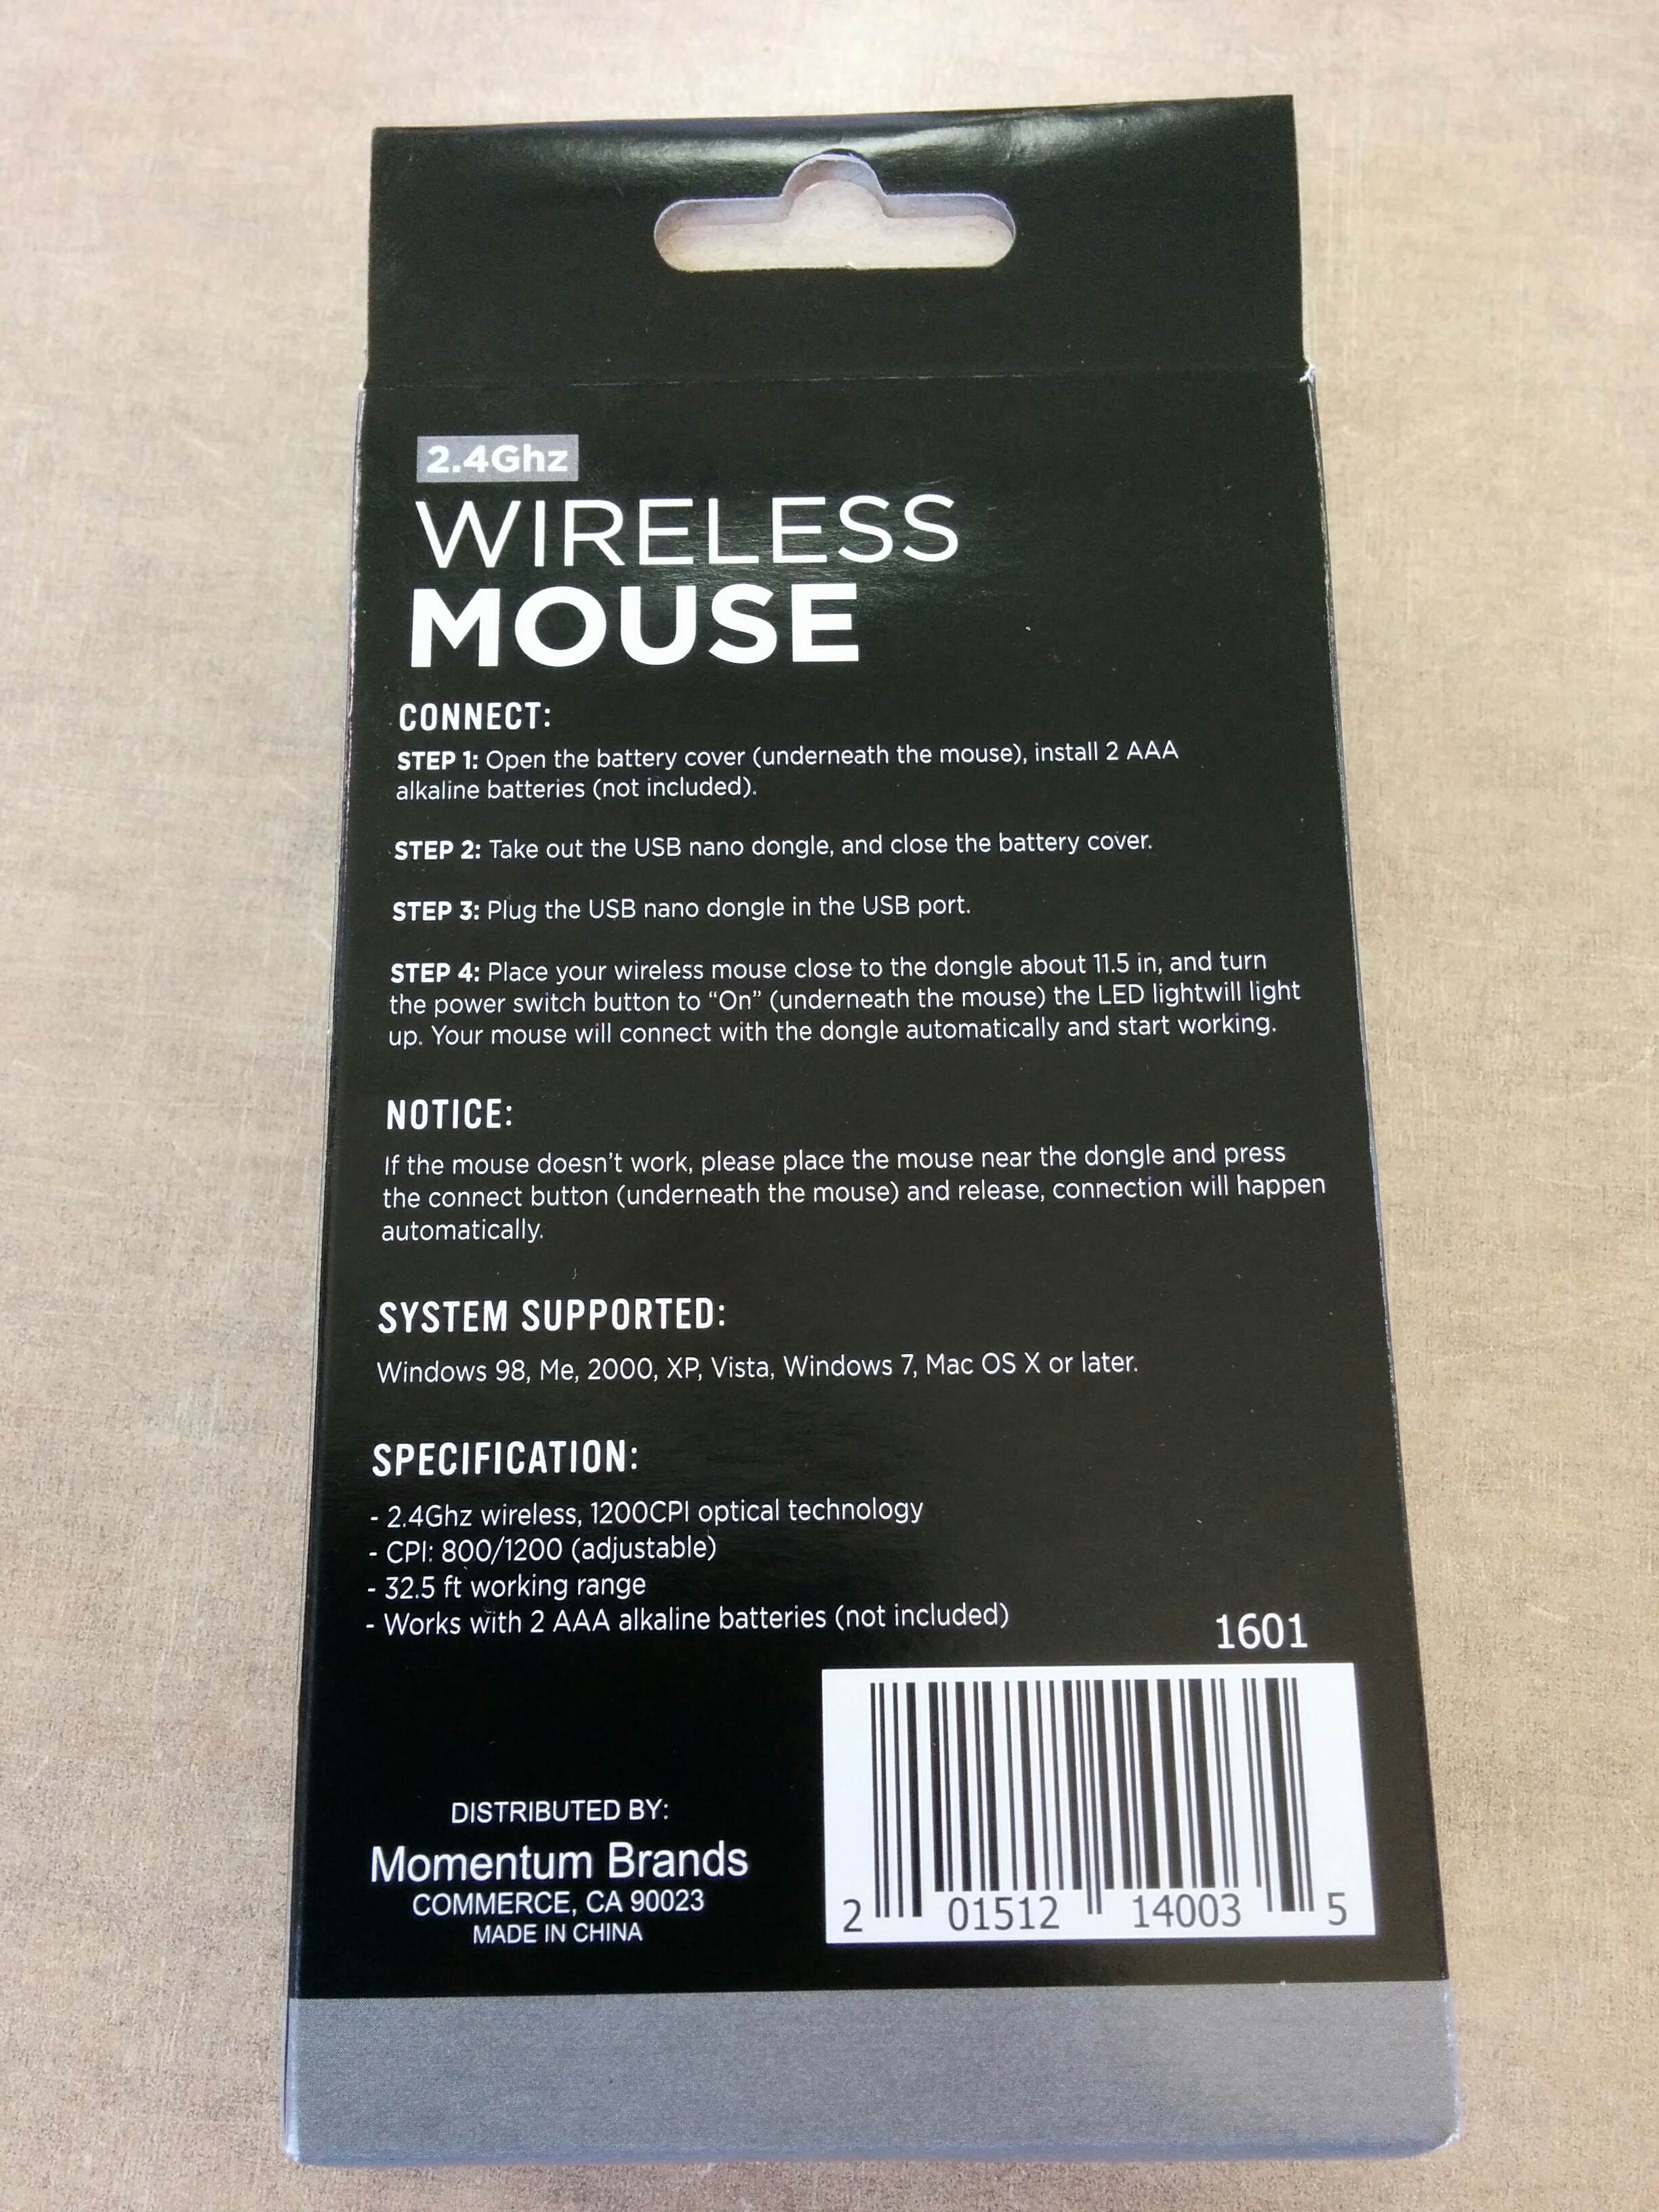 2.4Ghz
WIRELESS
MOUSE
CONNECT:
STEP 1: Open the battery cover (underneath the mouse), install 2 AAA
alkaline batteries (not included).
STEP 2: Take out the USB nano dongle, and close the battery cover.
STEP 3: Plug the USB nano dongle in the USB port.
STEP 4: Place your wireless mouse close to the dongle about 11.5 in, and turn
the power switch button to “On” (underneath the mouse) the LED lightwill light
up. Your mouse will connect with the dongle automatically and start working.
NOTICE:
If the mouse doesn’t work, please place the mouse near the dongle and press
the connect button (underneath the mouse) and release, connection will happen
automatically.
SYSTEM SUPPORTED:
Windows 98, Me, 2000, XP, Vista, Windows 7, Mac OS X or later.
SPECIFICATION:
- 2.4Ghz wireless, 1200CPI optical technology
- CPI: 800/1200 (adjustable)
- 32.5 ft working range
- Works with 2 AAA alkaline batteries (not included)
1601
DISTRIBUTED BY:
Momentum Brands
COMMERCE, CA 90023
MADE IN CHINA
2 01512 14003 5